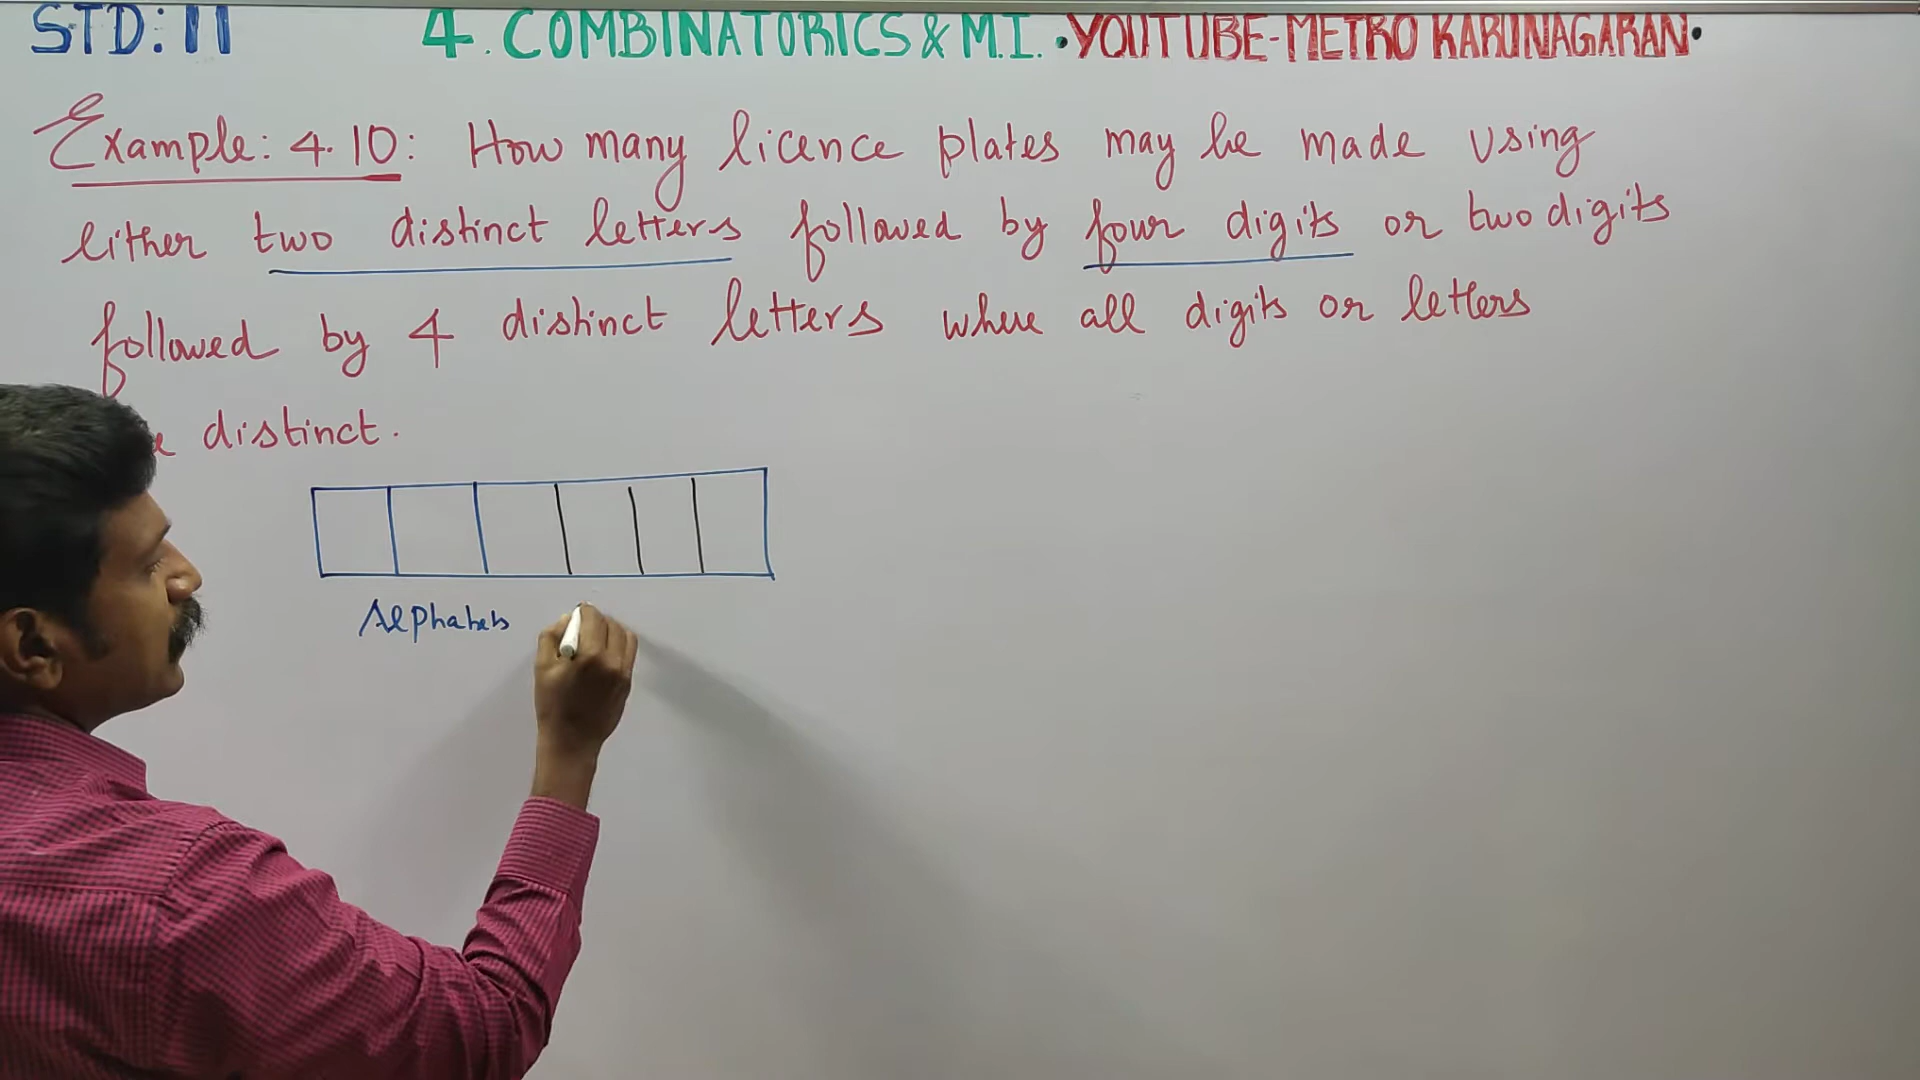 STD: 11 4. COMBINATORICS & M.I. •YOUTUBE-METRO KARUNAGARAN•
Example: 4.10: How many licence plates may be made using
either two distinct letters followed by four digits or two digits
followed by 4 distinct letters where all digits or letters
distinct.
Alphabets